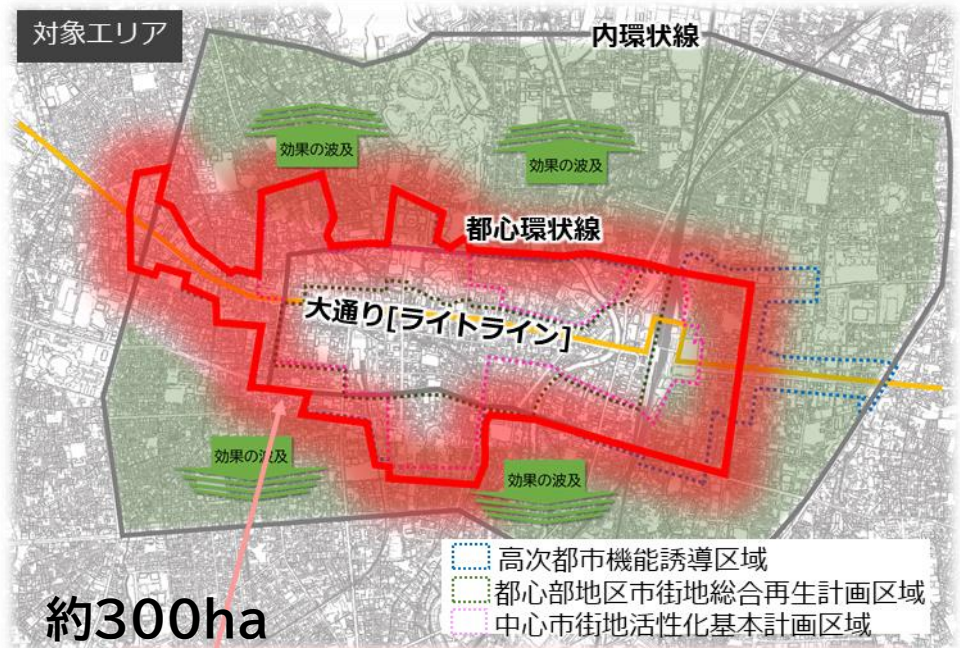 対象エリア
内環状線
効果の波及
効果の波及
都心環状線
大通り[ライトライン]
効果の波及
効果の波及
高次都市機能誘導区域
都心部地区市街地総合再生計画区域
中心市街地活性化基本計画区域
約300ha